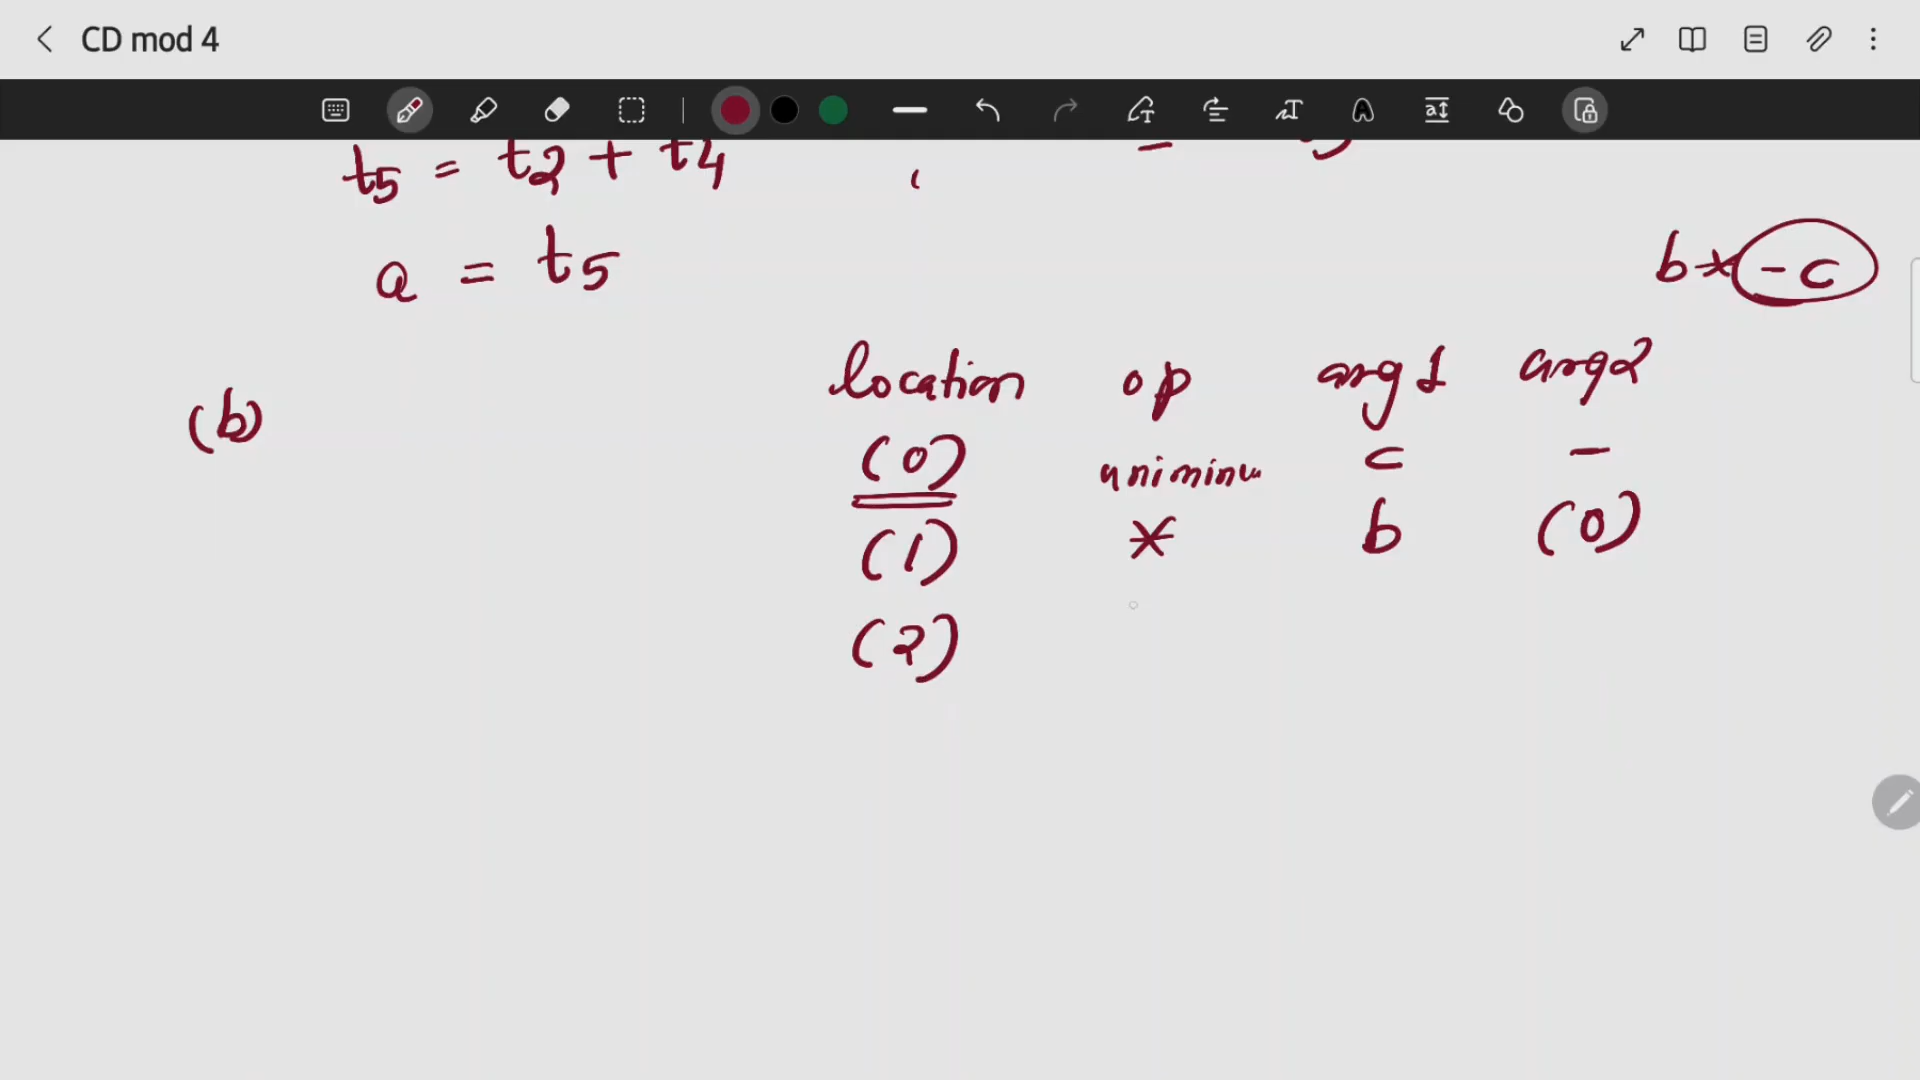 CD mod 4
t5 = t2 + t4
a = t5
b * -c
location op arg1 arg2
(b)
(0) uniminu c -
(1) * b (0)
(2)